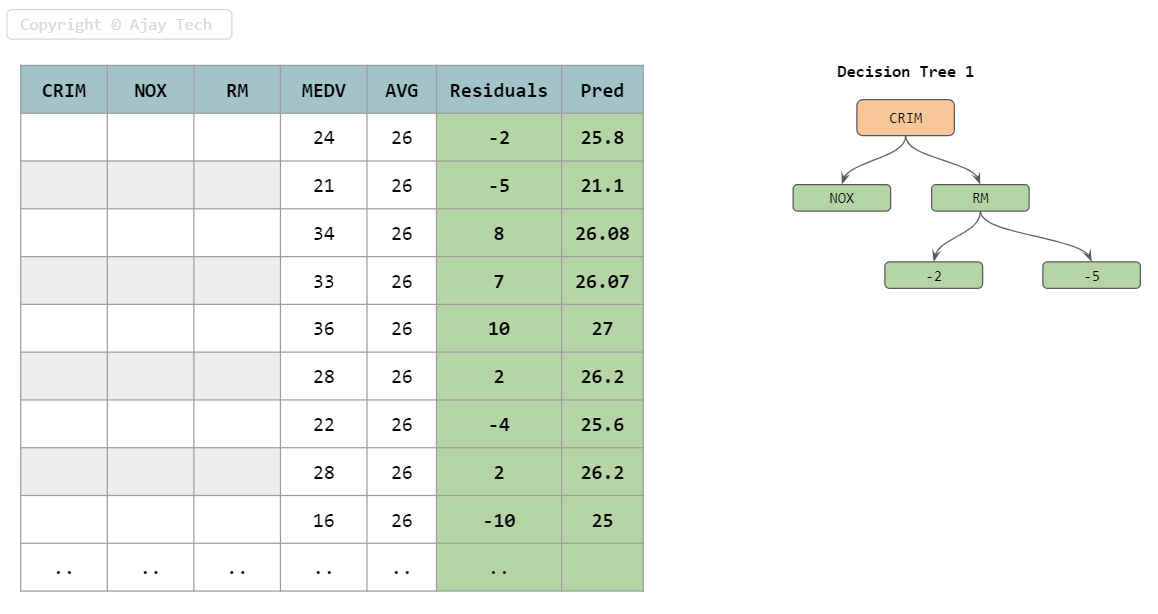 Copyright © Ajay Tech
CRIM NOX RM MEDV AVG Residuals Pred
24 26 -2 25.8
21 26 -5 21.1
34 26 8 26.08
33 26 7 26.07
36 26 10 27
28 26 2 26.2
22 26 -4 25.6
28 26 2 26.2
16 26 -10 25
.. .. .. .. .. ..
Decision Tree 1
CRIM
NOX RM
-2 -5